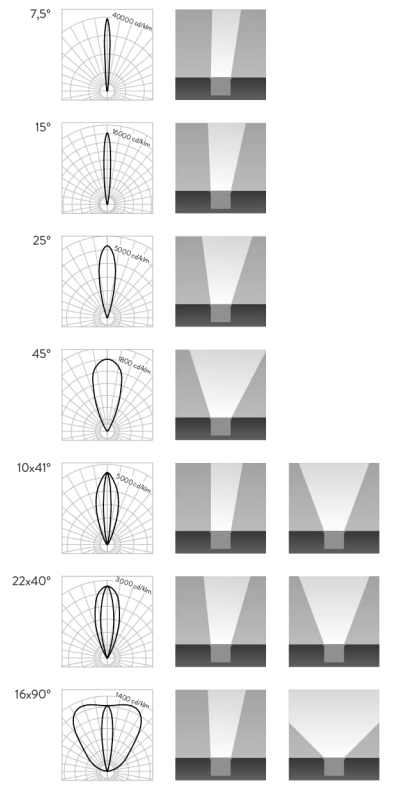 7,5°
40000 cd/klm
15°
16000 cd/klm
25°
5000 cd/klm
45°
1800 cd/klm
10x41°
5000 cd/klm
22x40°
3000 cd/klm
16x90°
1400 cd/klm